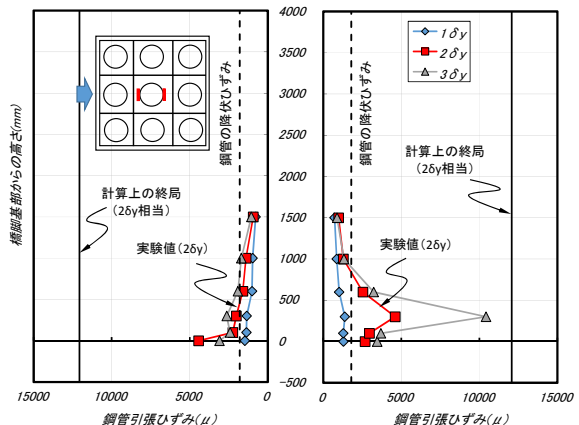 橋脚基部からの高さ(mm)
4000
3500
3000
2500
2000
1500
1000
500
0
-500
鋼管の降伏ひずみ
計算上の終局
(2δy相当)
実験値(2δy)
15000
10000
5000
0
鋼管引張ひずみ(μ)
1δy
2δy
3δy
鋼管の降伏ひずみ
計算上の終局
(2δy相当)
実験値(2δy)
0
5000
10000
15000
鋼管引張ひずみ(μ)